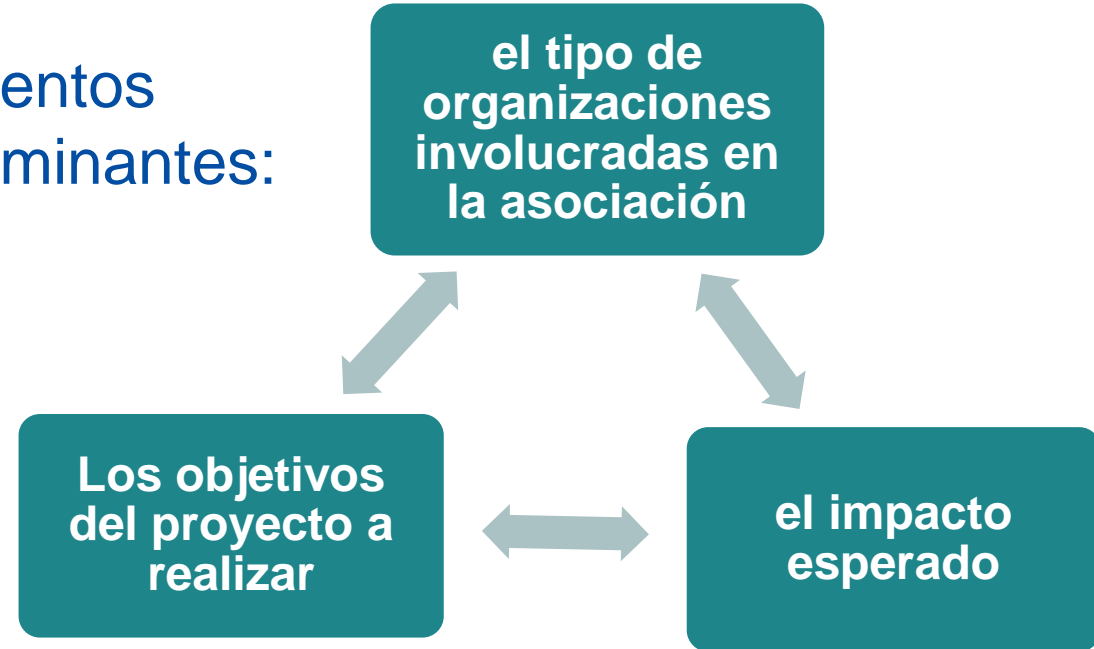 entos
minantes:
el tipo de
organizaciones
involucradas en
la asociación
Los objetivos
del proyecto a
realizar
el impacto
esperado